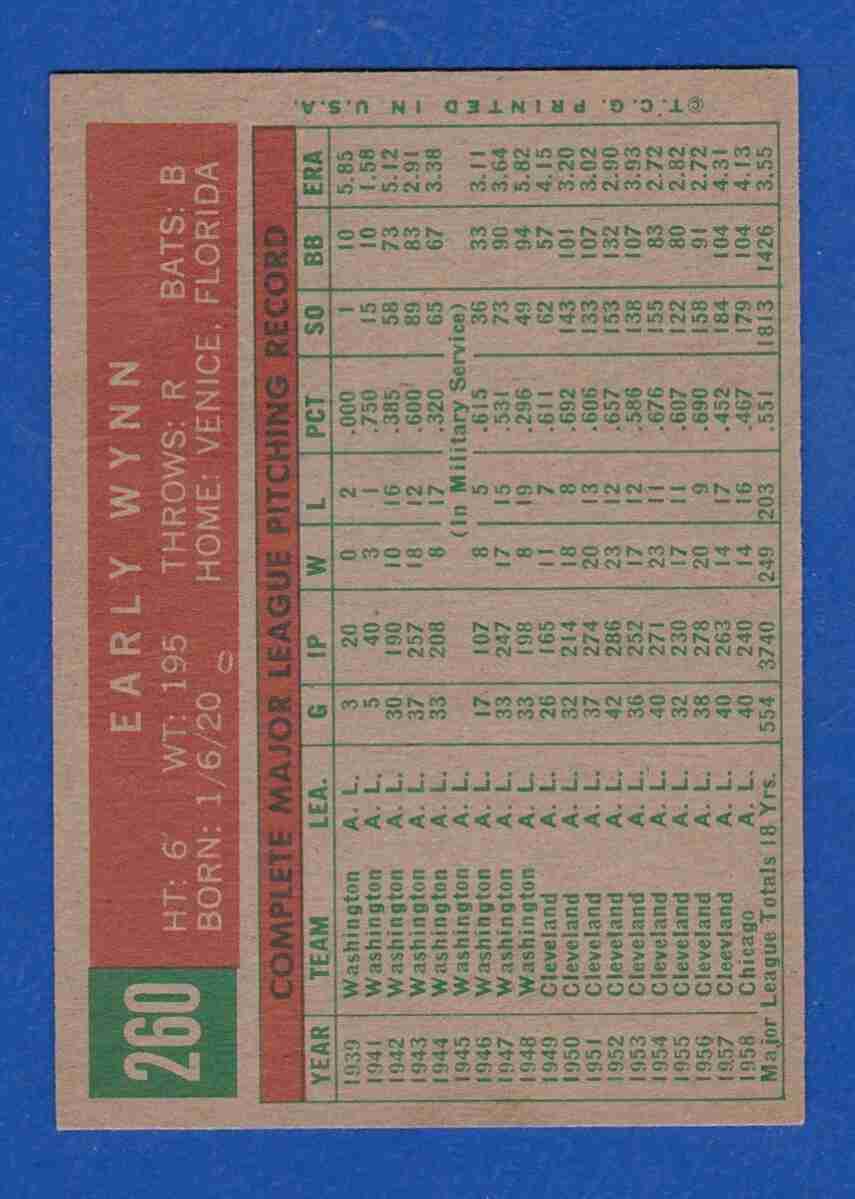 260
EARLY WYNN
HT: 6' WT: 195 THROWS: R BATS: B
BORN: 1/6/20 HOME: VENICE, FLORIDA
COMPLETE MAJOR LEAGUE PITCHING RECORD
YEAR TEAM LEA. G IP W L PCT SO BB ERA
1939 Washington A. L. 3 20 0 2 .000 1 10 5.85
1941 Washington A. L. 5 40 3 1 .750 15 10 1.58
1942 Washington A. L. 30 190 10 16 .385 58 73 5.12
1943 Washington A. L. 37 257 18 12 .600 89 83 2.91
1944 Washington A. L. 33 208 8 17 .320 65 67 3.38
1945 Washington A. L. (In Military Service)
1946 Washington A. L. 17 107 8 5 .615 36 33 3.11
1947 Washington A. L. 33 247 17 15 .531 73 90 3.64
1948 Washington A. L. 33 198 8 19 .296 49 94 5.82
1949 Cleveland A. L. 26 165 11 7 .611 62 57 4.15
1950 Cleveland A. L. 32 214 18 8 .692 143 101 3.20
1951 Cleveland A. L. 37 274 20 13 .606 133 107 3.02
1952 Cleveland A. L. 42 286 23 12 .657 153 132 2.90
1953 Cleveland A. L. 36 252 17 12 .586 138 107 3.93
1954 Cleveland A. L. 40 271 23 11 .676 155 83 2.72
1955 Cleveland A. L. 32 230 17 11 .607 122 80 2.82
1956 Cleveland A. L. 38 278 20 9 .690 158 91 2.72
1957 Cleevland A. L. 40 263 14 17 .452 184 104 4.31
1958 Chicago A. L. 40 240 14 16 .467 179 104 4.13
Major League Totals 18 Yrs. 554 3740 249 203 .551 1813 1426 3.55
© T. C. G. PRINTED IN U.S.A.